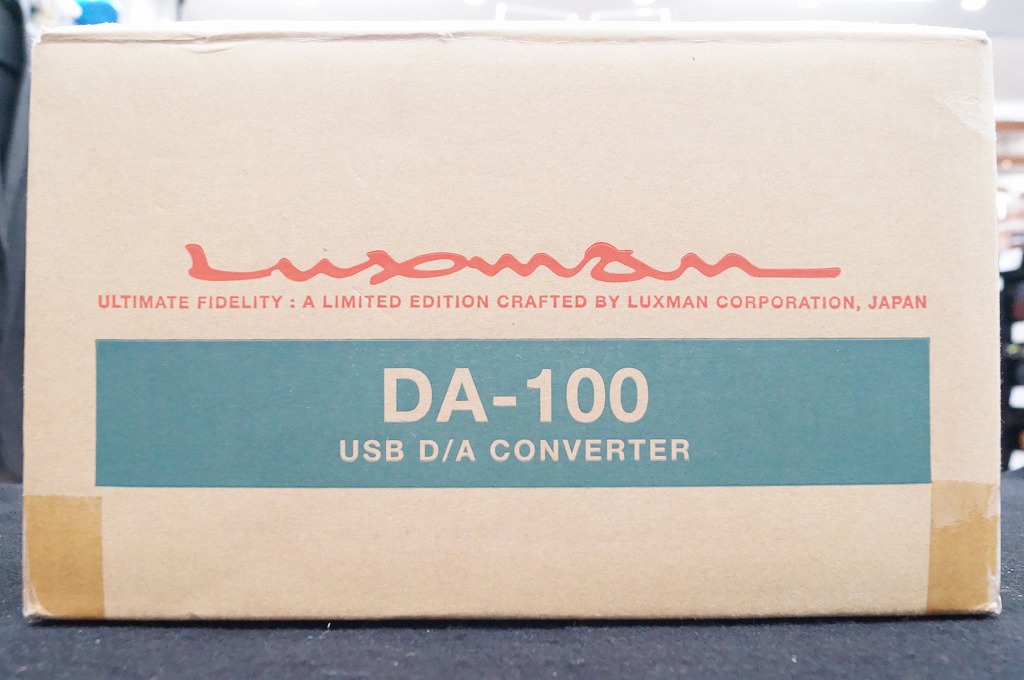 Luxman
ULTIMATE FIDELITY : A LIMITED EDITION CRAFTED BY LUXMAN CORPORATION, JAPAN
DA-100
USB D/A CONVERTER